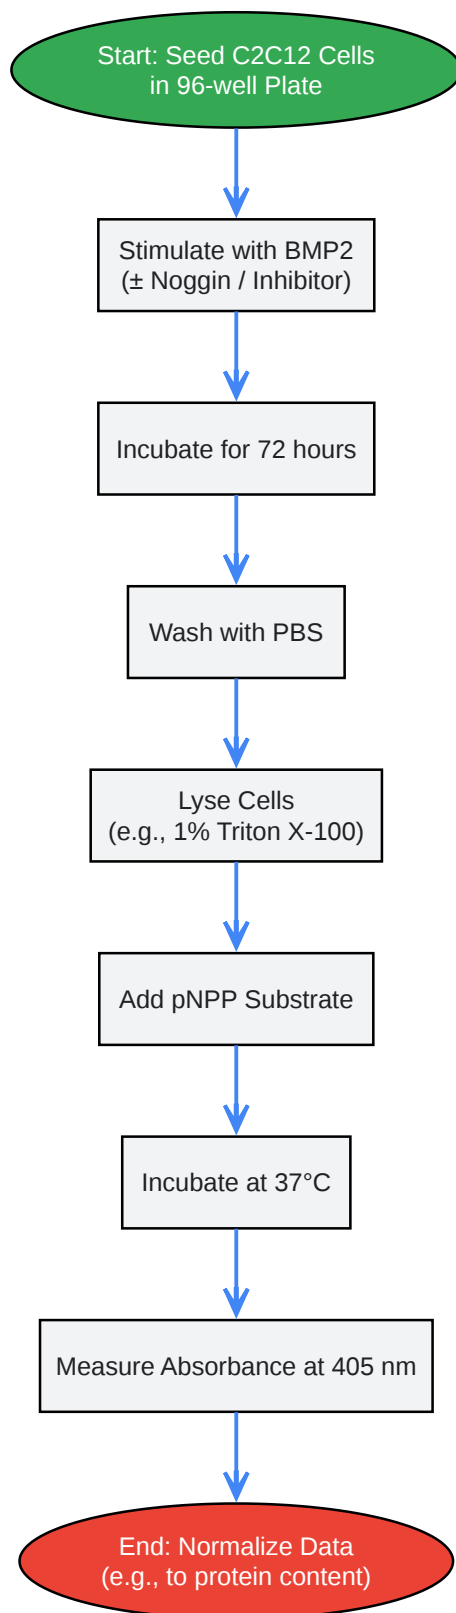 Start: Seed C2C12 Cells
in 96-well Plate
Stimulate with BMP2
(± Noggin / Inhibitor)
Incubate for 72 hours
Wash with PBS
Lyse Cells
(e.g., 1% Triton X-100)
Add pNPP Substrate
Incubate at 37°C
Measure Absorbance at 405 nm
End: Normalize Data
(e.g., to protein content)